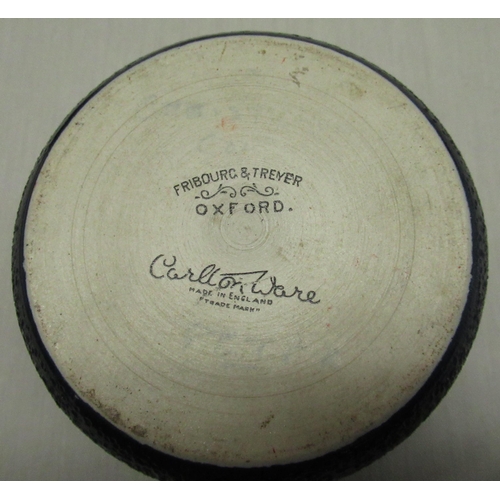 FRIBOURG & TREYER
OXFORD.
Carlton Ware
MADE IN ENGLAND
"TRADE MARK"